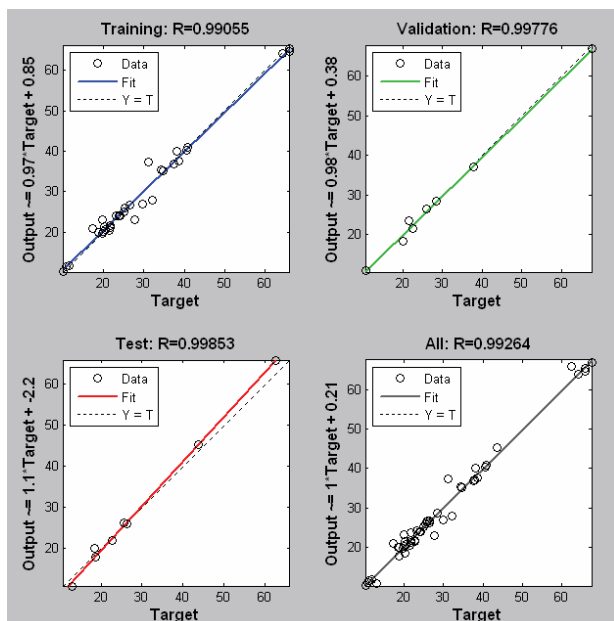 Training: R=0.99055
Output ~= 0.97*Target + 0.85
60
50
40
30
20
Data
Fit
Y = T
20 30 40 50 60
Target
Validation: R=0.99776
Output ~= 0.98*Target + 0.38
60
50
40
30
20
Data
Fit
Y = T
20 30 40 50 60
Target
Test: R=0.99853
Output ~= 1.1*Target + -2.2
60
50
40
30
20
Data
Fit
Y = T
20 30 40 50 60
Target
All: R=0.99264
Output ~= 1*Target + 0.21
60
50
40
30
20
Data
Fit
Y = T
20 30 40 50 60
Target